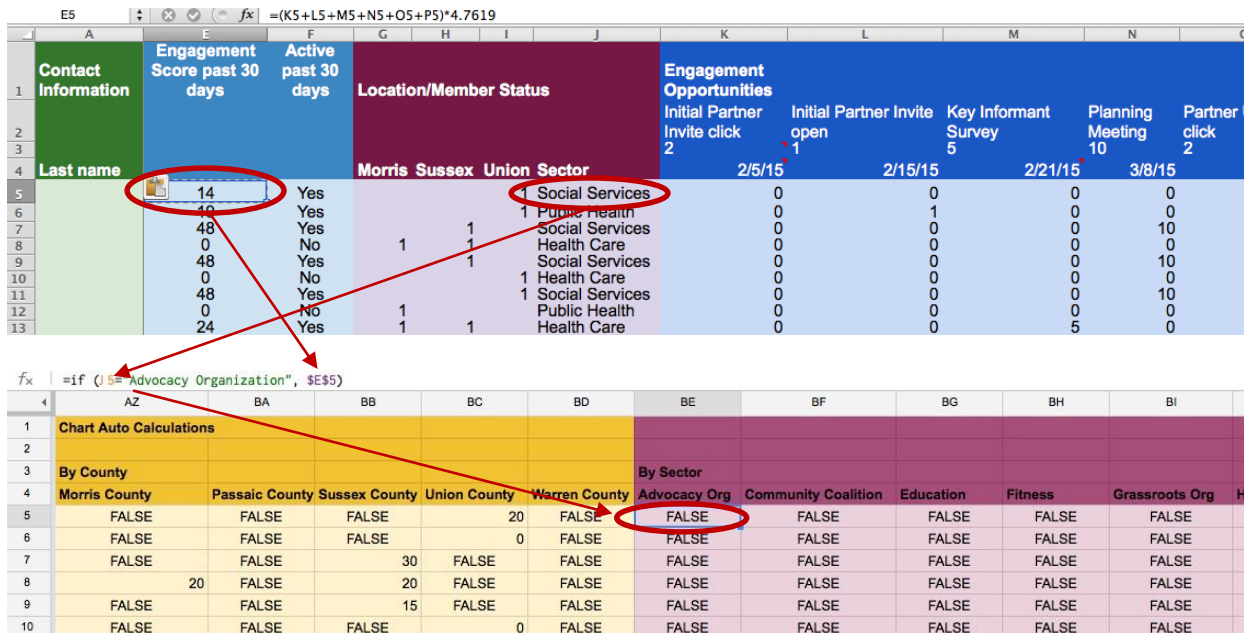 E5 fx =(K5+L5+M5+N5+O5+P5)*4.7619
A E F G H I J K L M N
1 Contact Information Engagement Score past 30 days Active past 30 days Location/Member Status Engagement Opportunities
2 Initial Partner Invite click Initial Partner Invite open Key Informant Survey Planning Meeting Partner click
3 2 1 5 10 2
4 Last name Morris Sussex Union Sector 2/5/15 2/15/15 2/21/15 3/8/15
5 14 Yes 1 Social Services 0 0 0 0
6 19 Yes 1 Public Health 0 1 0 0
7 48 Yes 1 Social Services 0 0 0 10
8 0 No 1 1 Health Care 0 0 0 0
9 48 Yes 1 Social Services 0 0 0 10
10 0 No 1 Health Care 0 0 0 0
11 48 Yes 1 Social Services 0 0 0 10
12 0 No 1 Public Health 0 0 0 0
13 24 Yes 1 1 Health Care 0 0 5 0
fx =if (J5="Advocacy Organization", $E$5)
AZ BA BB BC BD BE BF BG BH BI
1 Chart Auto Calculations
2
3 By County By Sector
4 Morris County Passaic County Sussex County Union County Warren County Advocacy Org Community Coalition Education Fitness Grassroots Org H
5 FALSE FALSE FALSE 20 FALSE FALSE FALSE FALSE FALSE FALSE
6 FALSE FALSE FALSE 0 FALSE FALSE FALSE FALSE FALSE FALSE
7 FALSE FALSE 30 FALSE FALSE FALSE FALSE FALSE FALSE FALSE
8 20 FALSE 20 FALSE FALSE FALSE FALSE FALSE FALSE FALSE
9 FALSE FALSE 15 FALSE FALSE FALSE FALSE FALSE FALSE FALSE
10 FALSE FALSE FALSE 0 FALSE FALSE FALSE FALSE FALSE FALSE